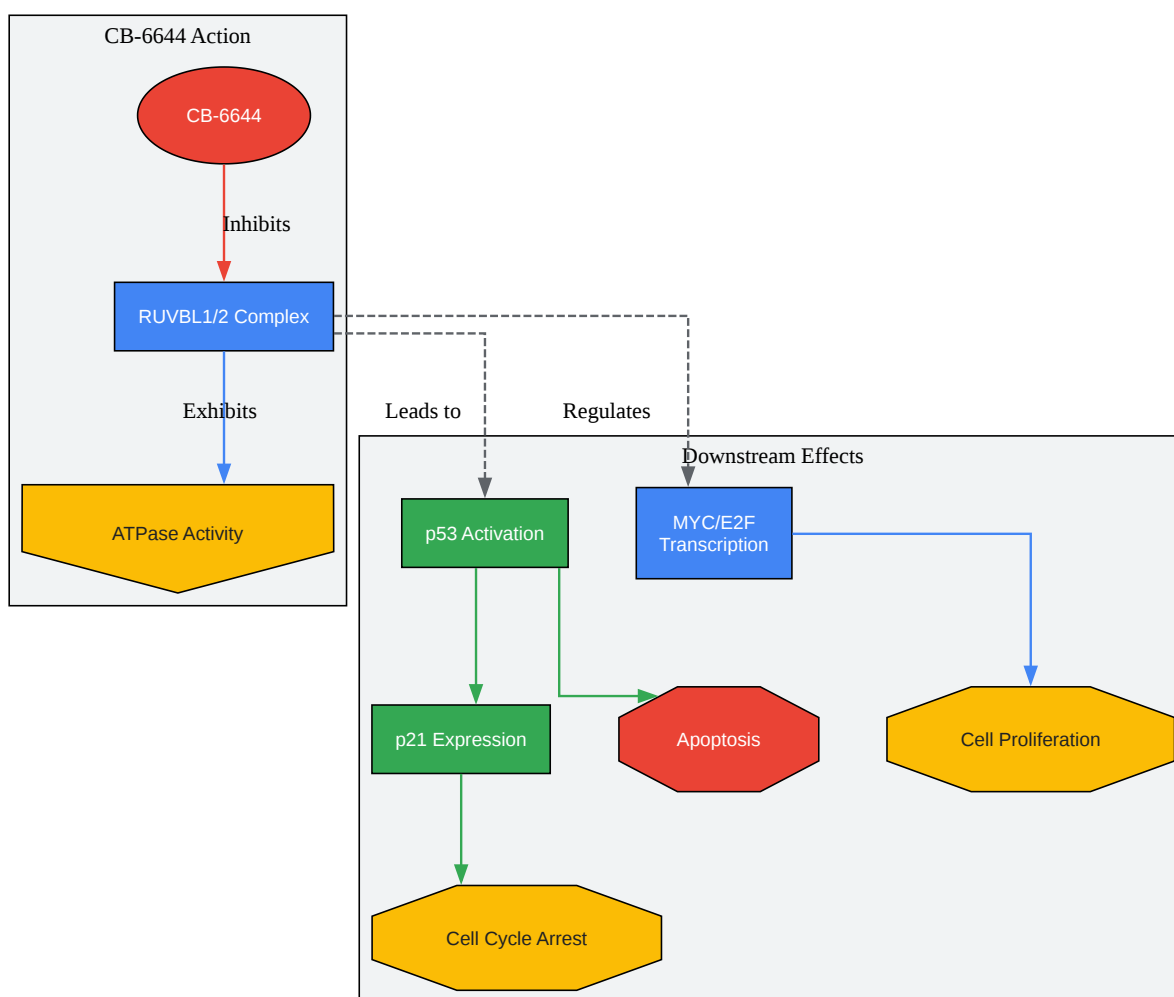 CB-6644 Action
CB-6644
Inhibits
RUVBL1/2 Complex
Exhibits
Leads to
Regulates
ATPase Activity
Downstream Effects
p53 Activation
MYC/E2F
Transcription
p21 Expression
Apoptosis
Cell Proliferation
Cell Cycle Arrest